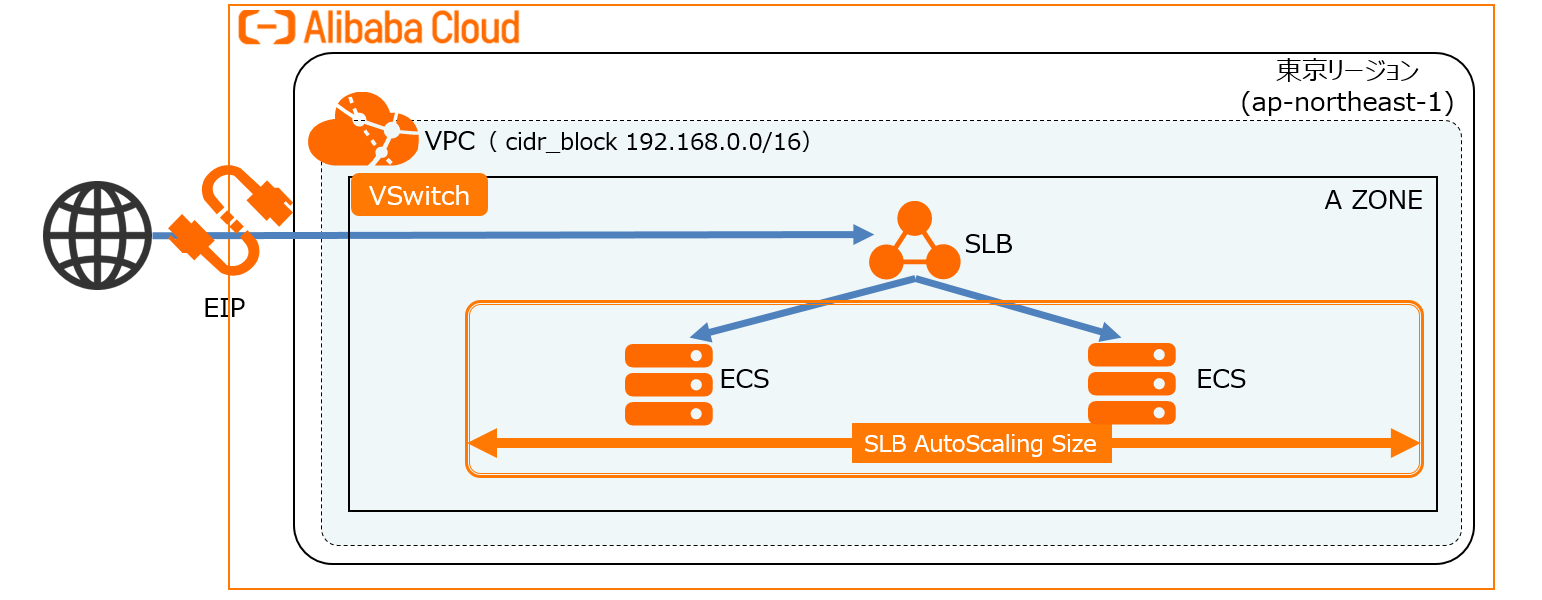 Alibaba Cloud
東京リージョン
(ap-northeast-1)
VPC（ cidr_block 192.168.0.0/16）
VSwitch
A ZONE
SLB
EIP
ECS
ECS
SLB AutoScaling Size